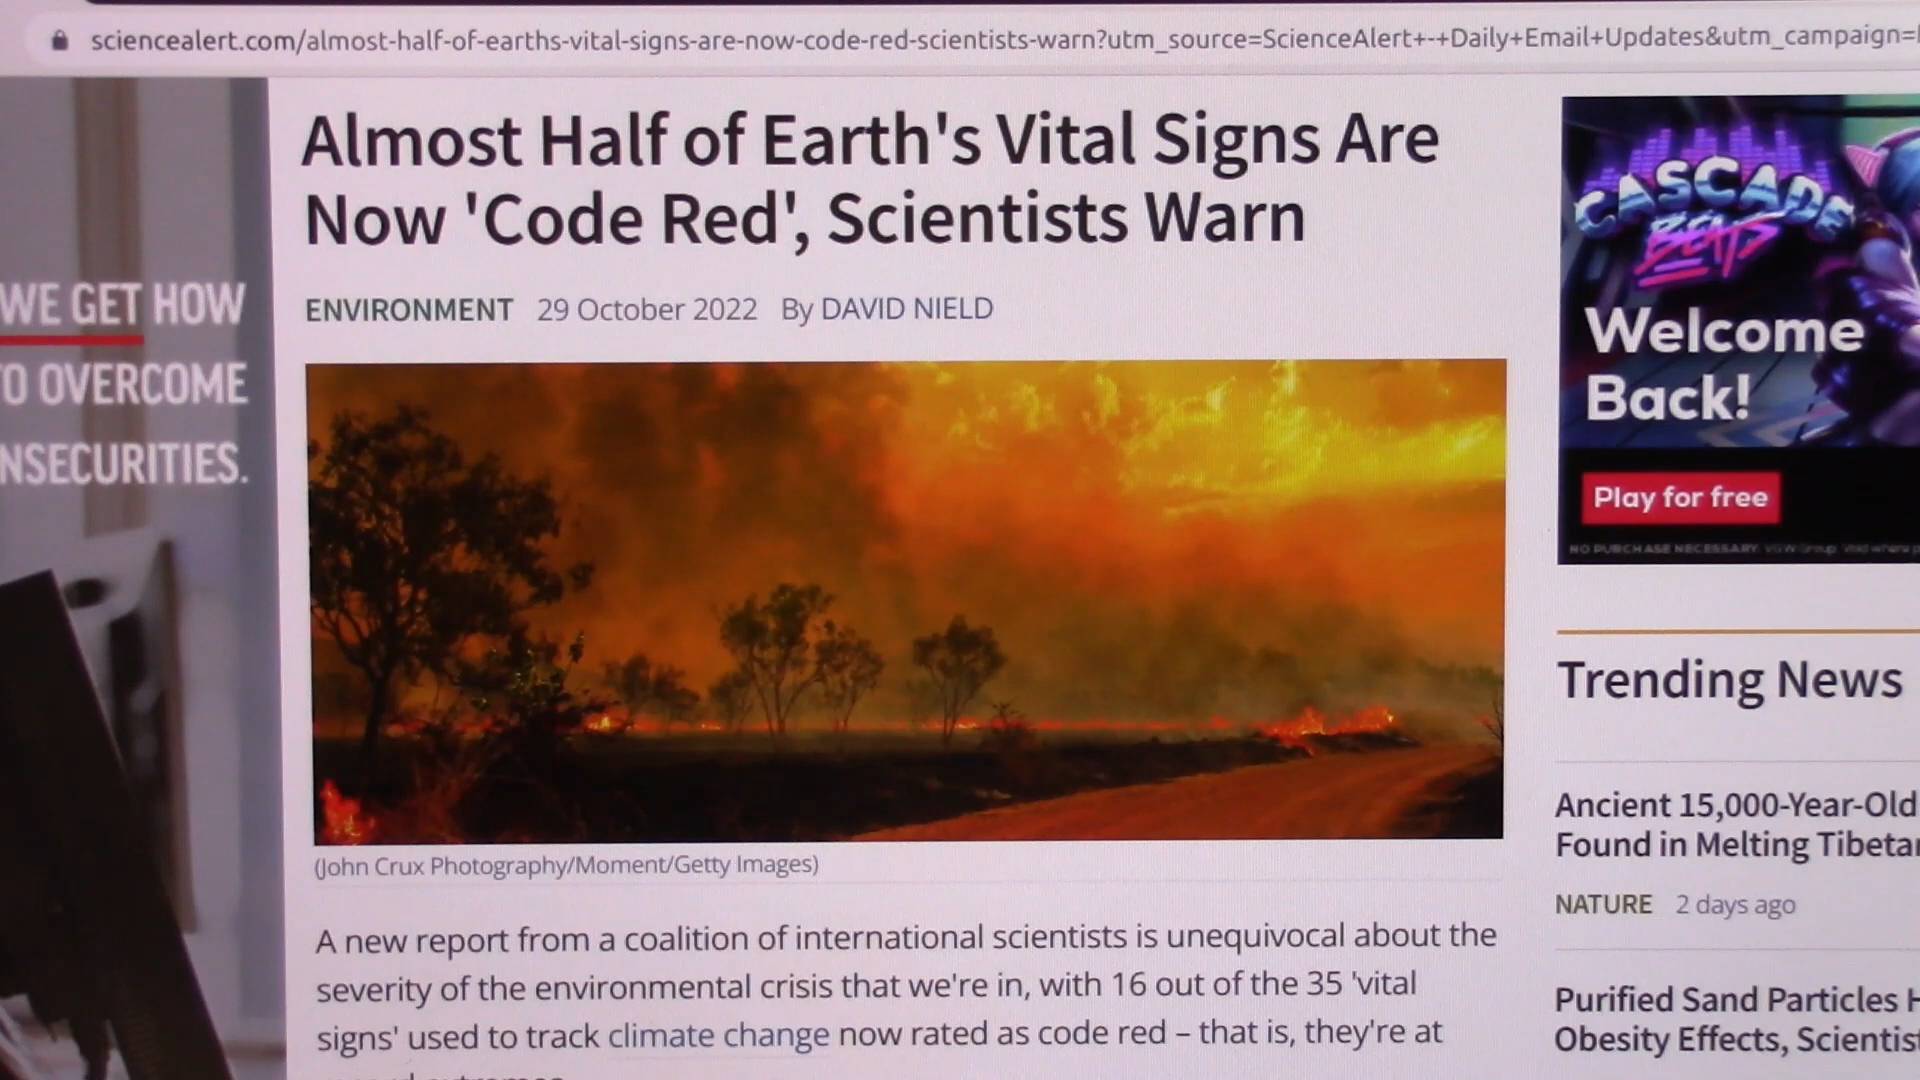 sciencealert.com/almost-half-of-earths-vital-signs-are-now-code-red-scientists-warn?utm_source=ScienceAlert+-+Daily+Email+Updates&utm_campaign=
Almost Half of Earth's Vital Signs Are
Now 'Code Red', Scientists Warn
ENVIRONMENT 29 October 2022 By DAVID NIELD
(John Crux Photography/Moment/Getty Images)
A new report from a coalition of international scientists is unequivocal about the
severity of the environmental crisis that we're in, with 16 out of the 35 'vital
signs' used to track climate change now rated as code red – that is, they're at
WE GET HOW
TO OVERCOME
NSECURITIES.
CASCADE
BEATS
Welcome
Back!
Play for free
NO PURCHASE NECESSARY. VGW Group. Void where p
Trending News
Ancient 15,000-Year-Old
Found in Melting Tibeta
NATURE 2 days ago
Purified Sand Particles H
Obesity Effects, Scientist